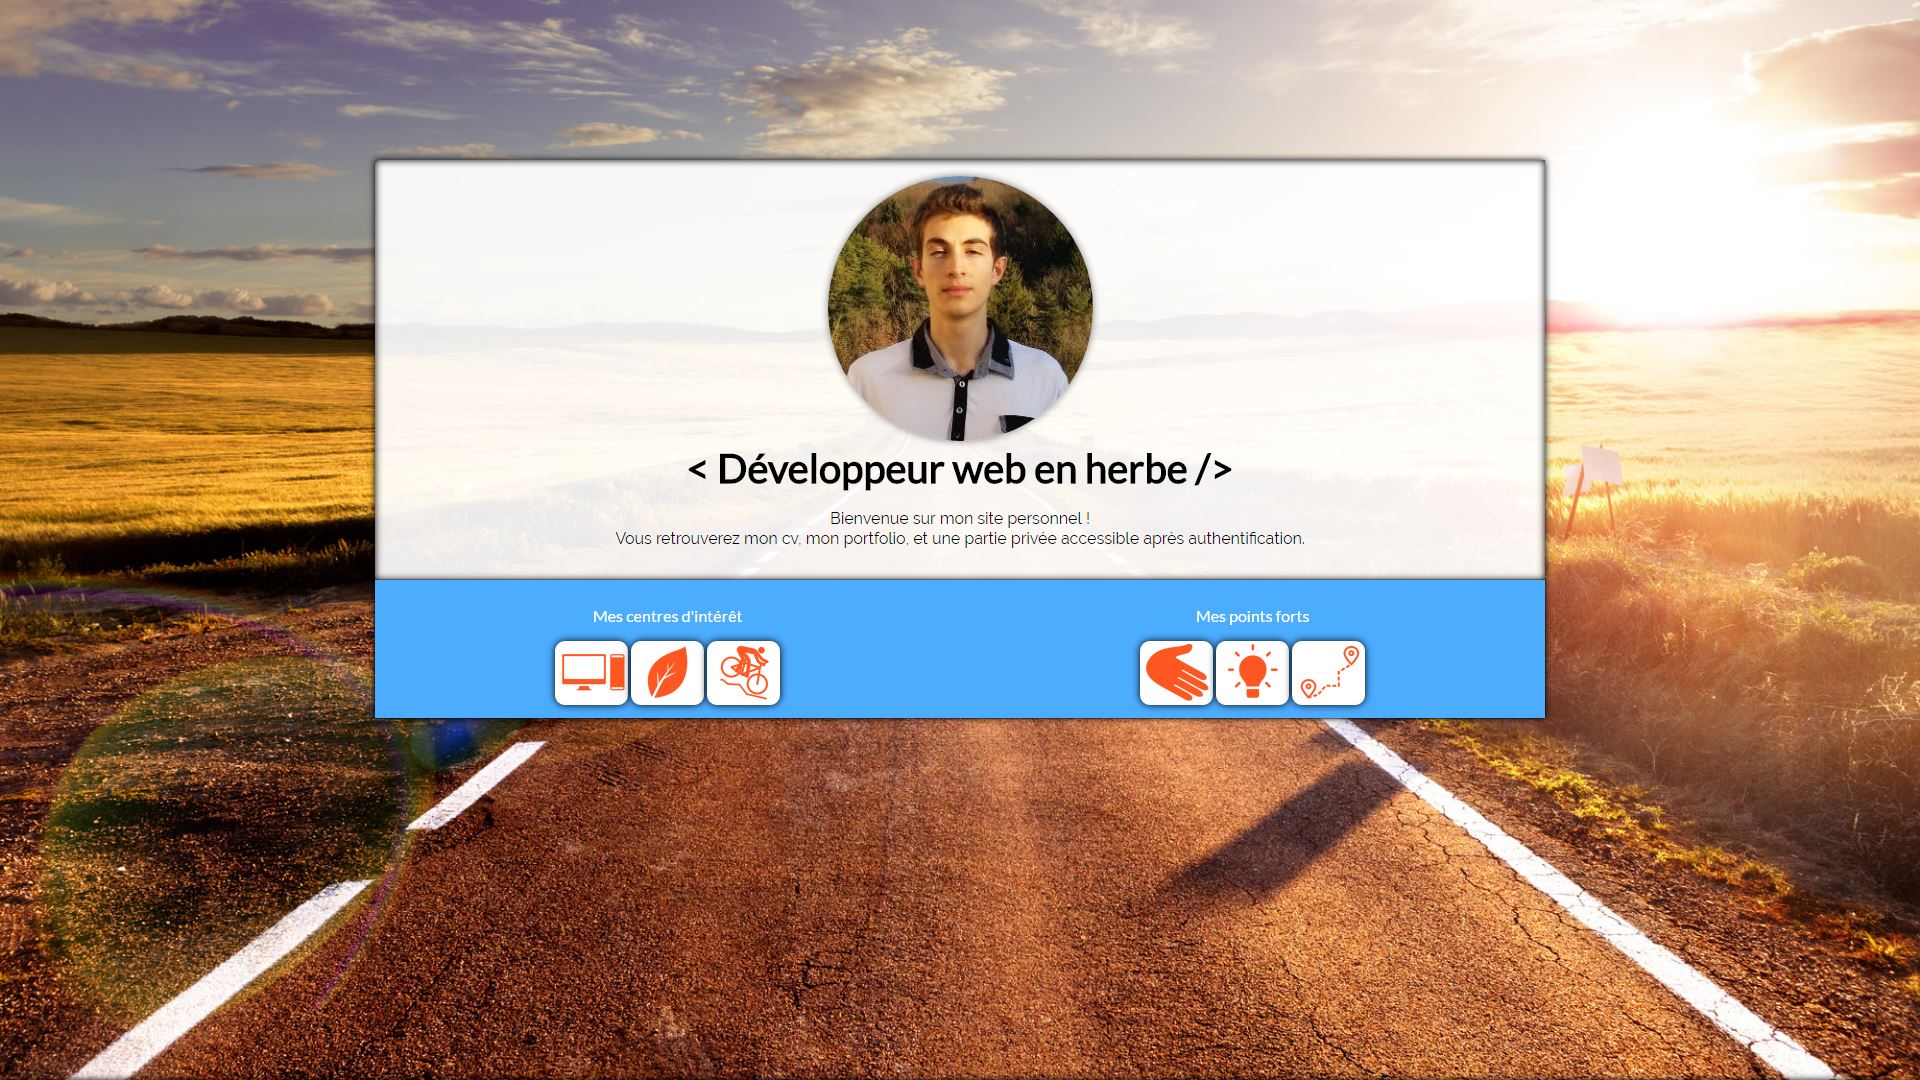 < Développeur web en herbe />
Bienvenue sur mon site personnel !
Vous retrouverez mon cv, mon portfolio, et une partie privée accessible après authentification.
Mes centres d'intérêt
Mes points forts